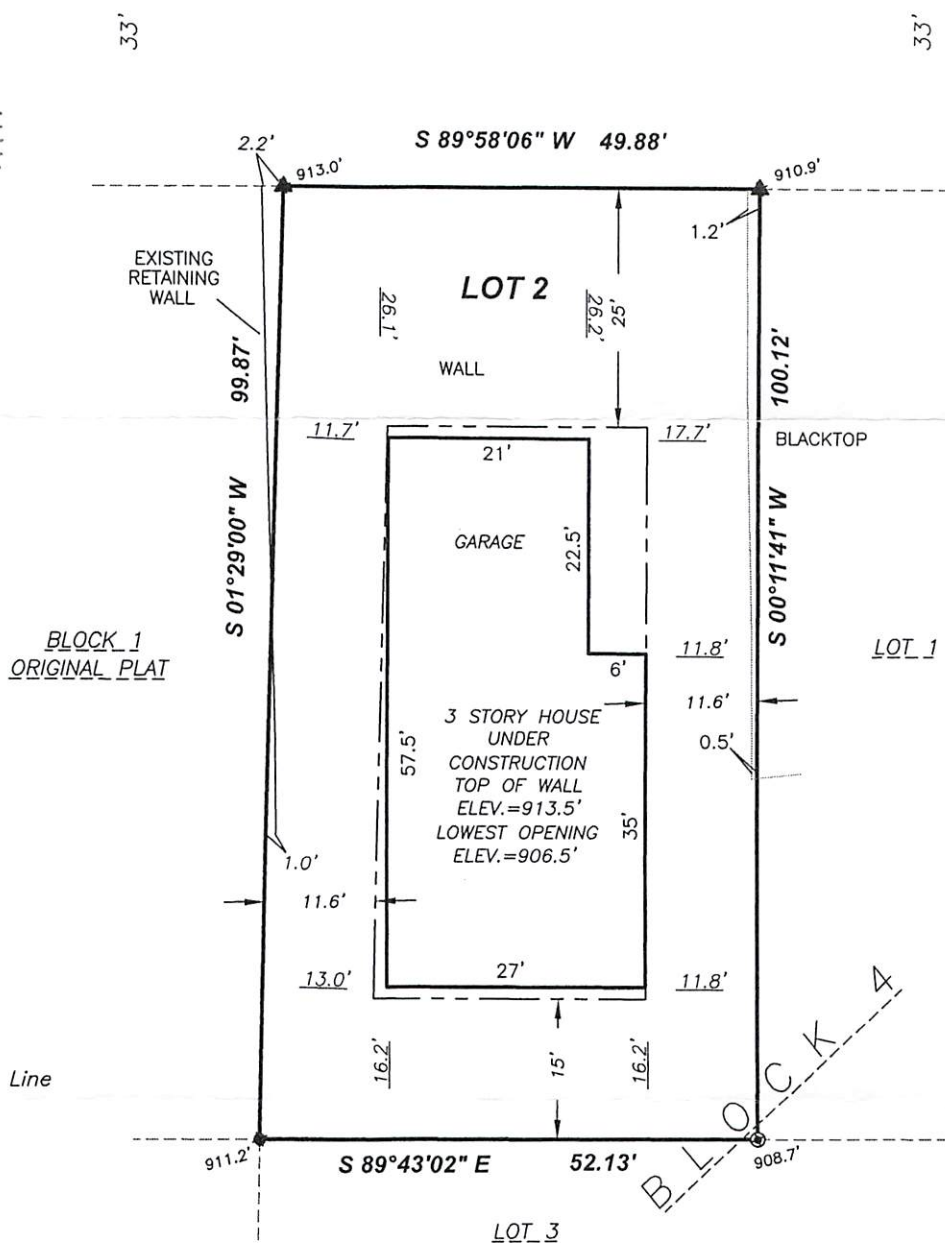 33'
33'
S 89°58'06" W 49.88'
2.2'
913.0'
910.9'
1.2'
EXISTING
RETAINING
WALL
LOT 2
26.1'
26.2'
25'
99.87'
100.12'
WALL
11.7'
17.7'
BLACKTOP
21'
GARAGE
22.5'
S 01°29'00" W
S 00°11'41" W
BLOCK 1
ORIGINAL PLAT
11.8'
LOT 1
6'
11.6'
3 STORY HOUSE
UNDER
CONSTRUCTION
TOP OF WALL
ELEV.=913.5'
LOWEST OPENING
ELEV.=906.5'
57.5'
35'
0.5'
1.0'
11.6'
13.0'
27'
11.8'
16.2'
15'
16.2'
Line
BLOCK 4
911.2'
S 89°43'02" E 52.13'
908.7'
LOT 3